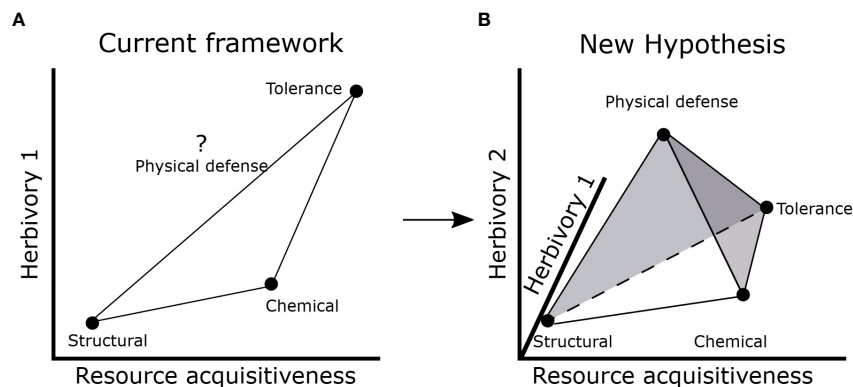 A
Current framework
Herbivory 1
Tolerance
?
Physical defense
Chemical
Structural
Resource acquisitiveness
B
New Hypothesis
Herbivory 2
Herbivory 1
Physical defense
Tolerance
Structural
Chemical
Resource acquisitiveness